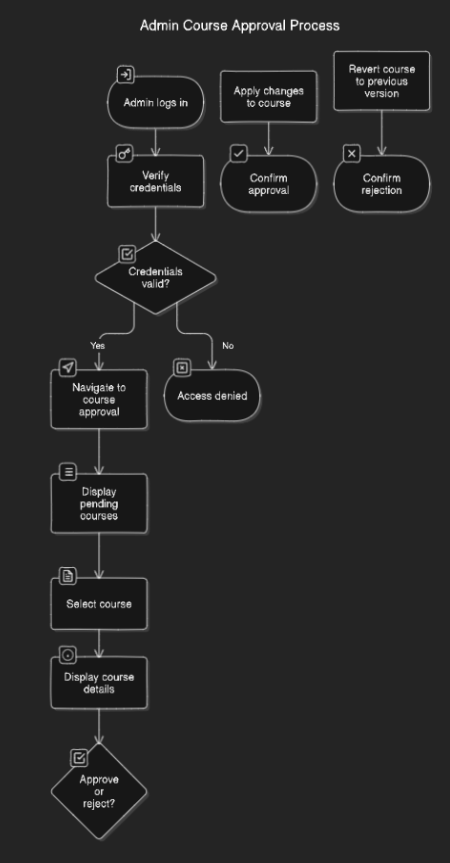 Admin Course Approval Process
Admin logs in
Apply changes
to course
Revert course
to previous
version
Verify
credentials
Confirm
approval
Confirm
rejection
Credentials
valid?
Yes
No
Navigate to
course
approval
Access denied
Display
pending
courses
Select course
Display course
details
Approve
or
reject?